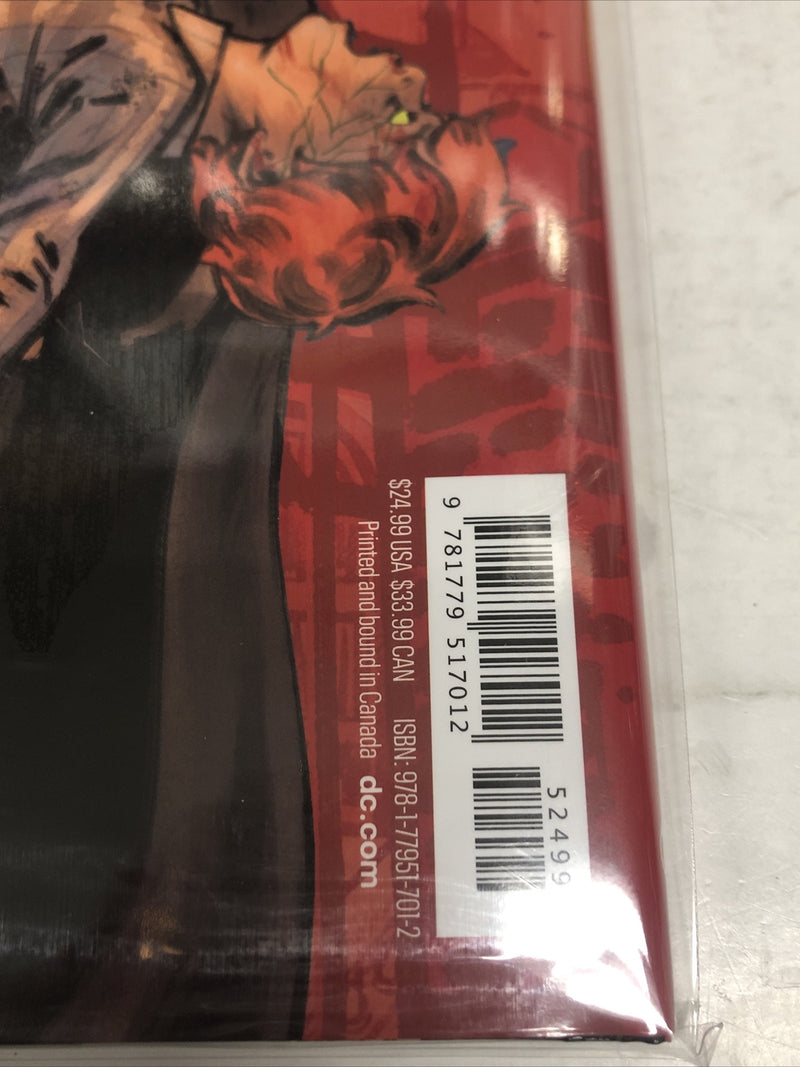 9 781779 517012
52499
$24.99 USA $33.99 CAN ISBN: 978-1-77951-701-2
Printed and bound in Canada dc.com